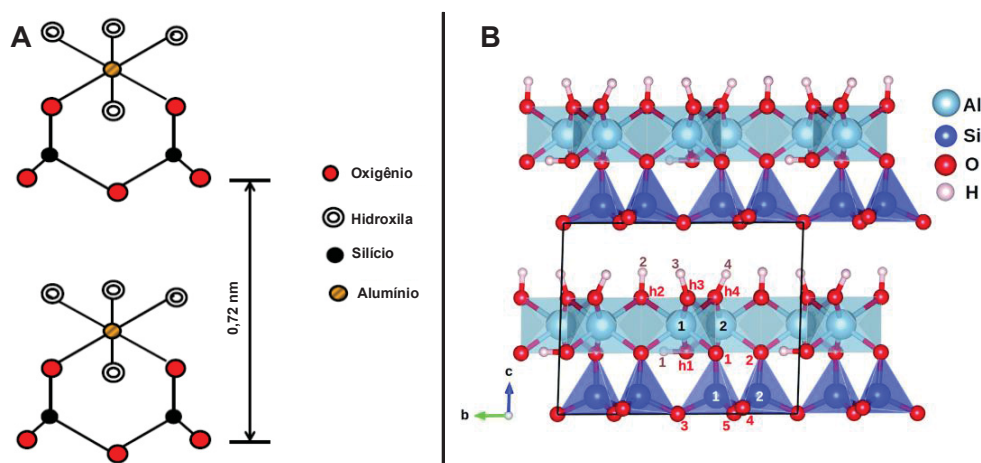 A
Oxigênio
Hidroxila
Silício
Alumínio
0,72 nm
B
Al
Si
O
H
2 3 4
h2 h3 h4
1 2
1 h1 1 2
1 2
3 5 4
c
b